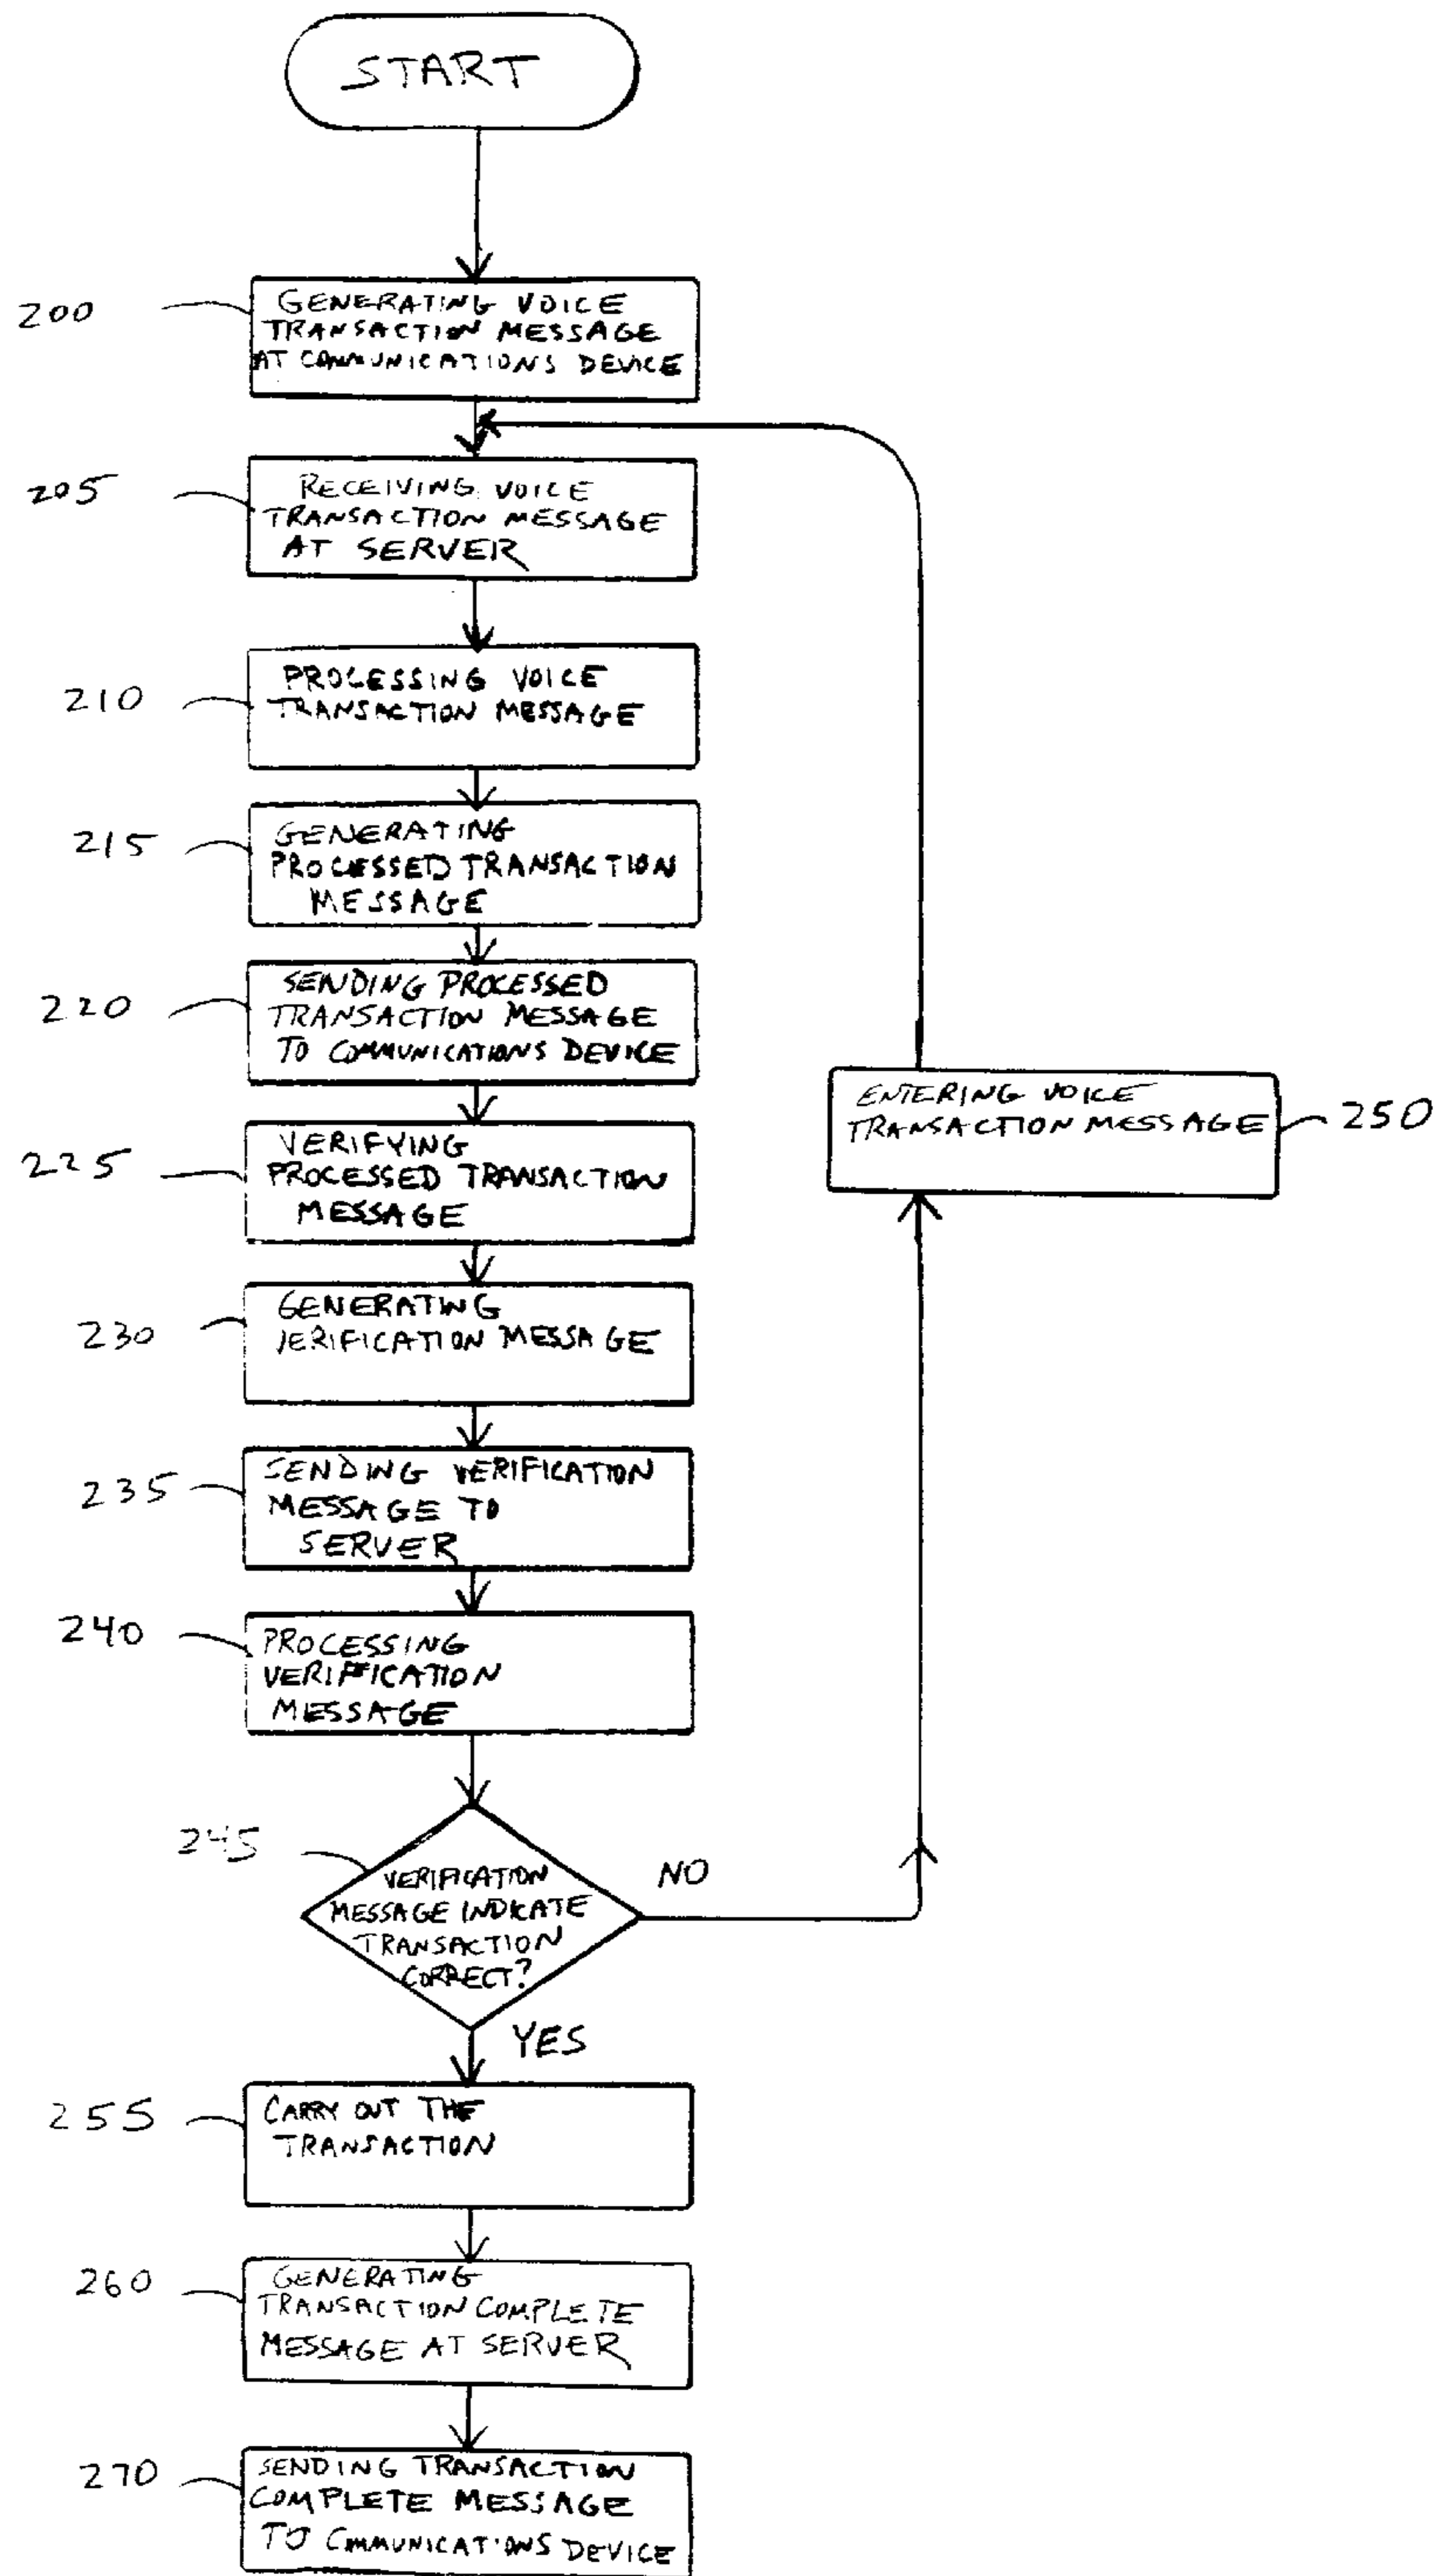 START
200
GENERATING VOICE
TRANSACTION MESSAGE
AT COMMUNICATIONS DEVICE
205
RECEIVING VOICE
TRANSACTION MESSAGE
AT SERVER
210
PROCESSING VOICE
TRANSACTION MESSAGE
215
GENERATING
PROCESSED TRANSACTION
MESSAGE
220
SENDING PROCESSED
TRANSACTION MESSAGE
TO COMMUNICATIONS DEVICE
225
VERIFYING
PROCESSED TRANSACTION
MESSAGE
ENTERING VOICE
TRANSACTION MESSAGE
250
230
GENERATING
VERIFICATION MESSAGE
235
SENDING VERIFICATION
MESSAGE TO
SERVER
240
PROCESSING
VERIFICATION
MESSAGE
245
VERIFICATION
MESSAGE INDICATE
TRANSACTION
CORRECT?
NO
YES
255
CARRY OUT THE
TRANSACTION
260
GENERATING
TRANSACTION COMPLETE
MESSAGE AT SERVER
270
SENDING TRANSACTION
COMPLETE MESSAGE
TO COMMUNICATIONS DEVICE